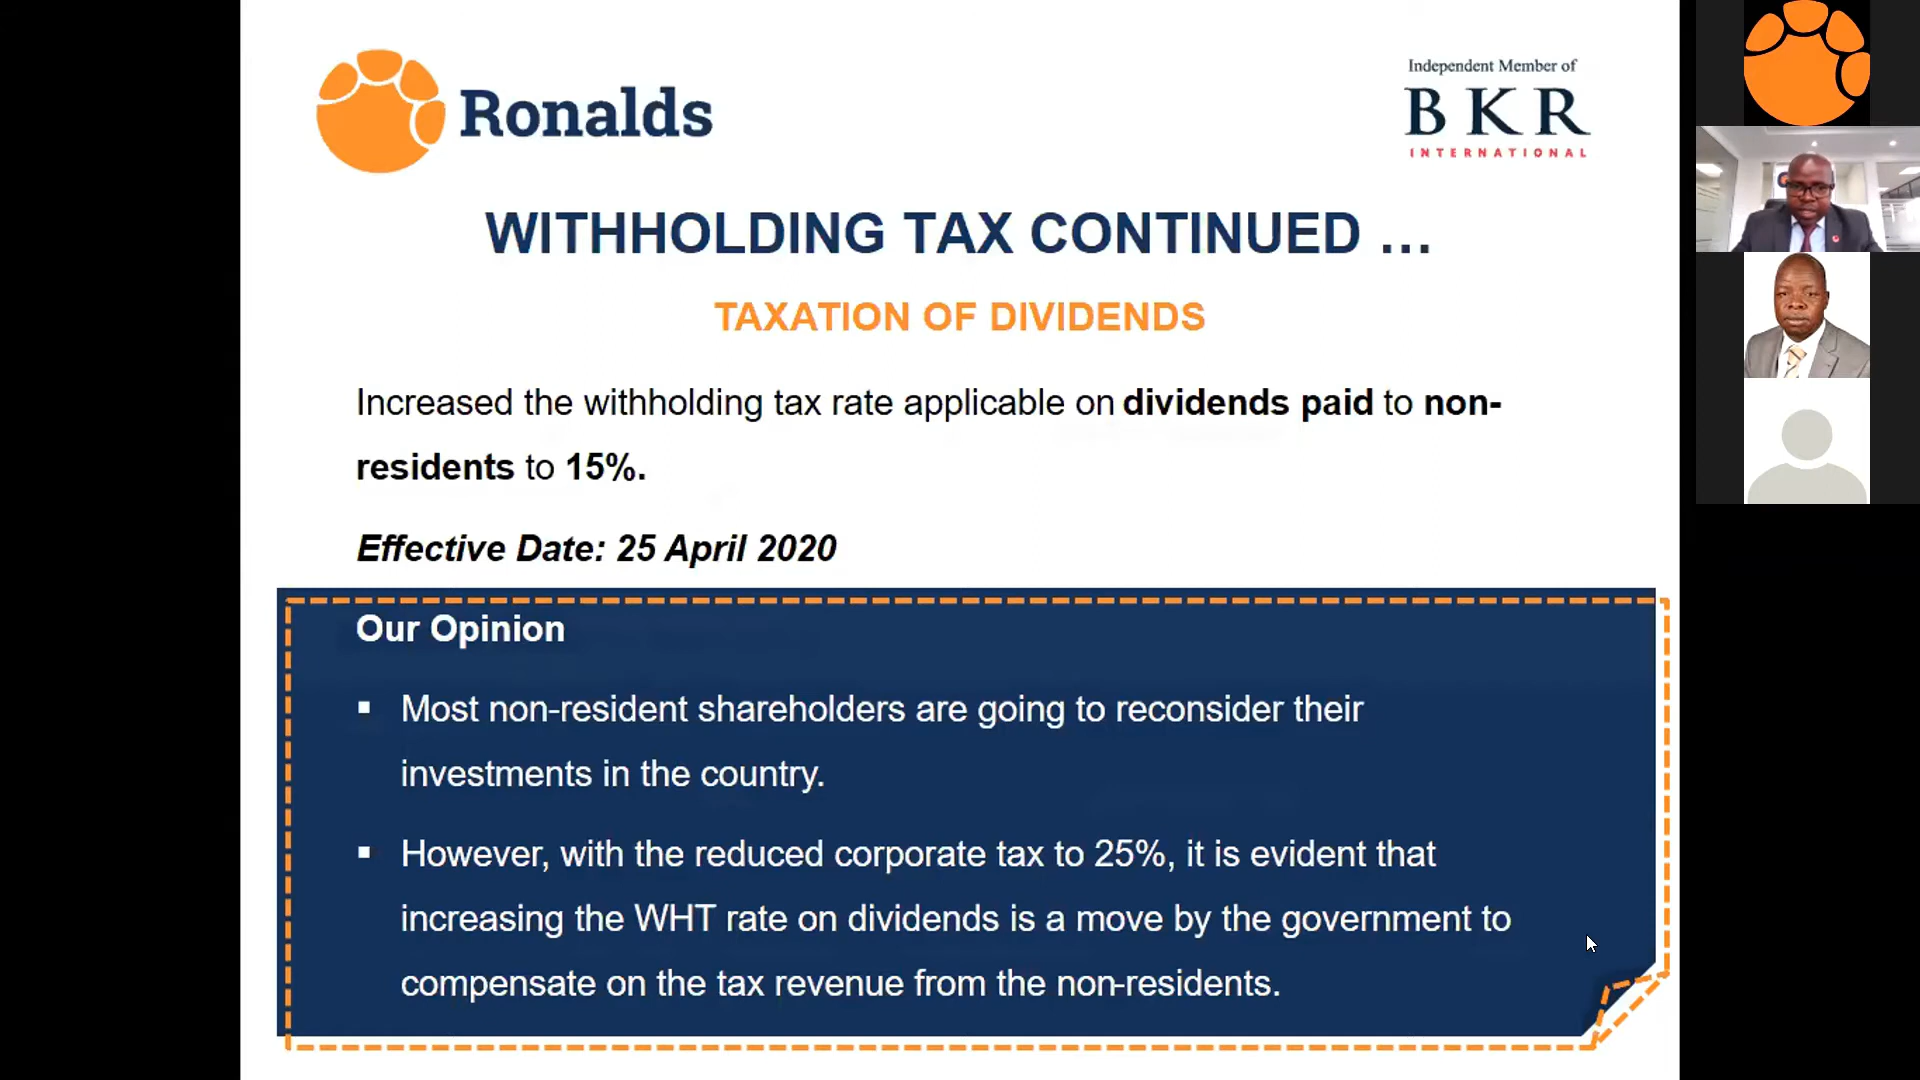 Ronalds
Independent Member of
BKR
INTERNATIONAL
WITHHOLDING TAX CONTINUED ...
TAXATION OF DIVIDENDS
Increased the withholding tax rate applicable on dividends paid to non-
residents to 15%.
Effective Date: 25 April 2020
Our Opinion
▪ Most non-resident shareholders are going to reconsider their
investments in the country.
▪ However, with the reduced corporate tax to 25%, it is evident that
increasing the WHT rate on dividends is a move by the government to
compensate on the tax revenue from the non-residents.